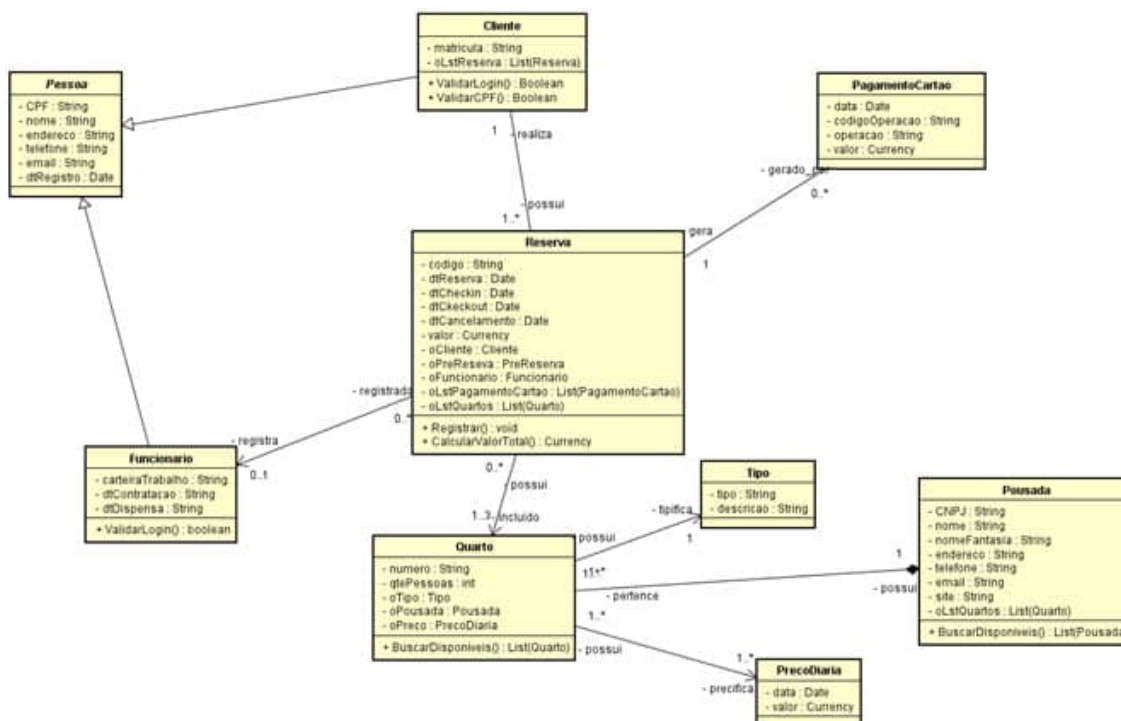 Cliente
- matricula : String
- oLstReserva : List(Reserva)
+ ValidarLogin() : Boolean
+ ValidarCPF() : Boolean
Pessoa
- CPF : String
- nome : String
- endereco : String
- telefone : String
- email : String
- dtRegistro : Date
PagamentoCartao
- data : Date
- codigoOperacao : String
- operacao : String
- valor : Currency
1
- realiza
- gerado_por
0..*
- possui
1..*
gera
1
Reserva
- codigo : String
- dtReserva : Date
- dtCheckin : Date
- dtCkeckout : Date
- dtCancelamento : Date
- valor : Currency
- oCliente : Cliente
- oPreReseva : PreReserva
- oFuncionario : Funcionario
- oLstPagamentoCartao : List(PagamentoCartao)
- oLstQuartos : List(Quarto)
+ Registrar() : void
+ CalcularValorTotal() : Currency
- registrada
0..*
- registra
0..1
Funcionario
- carteiraTrabalho : String
- dtContratacao : String
- dtDispensa : String
+ ValidarLogin() : boolean
0..*
- possui
1..3
- incluido
Tipo
- tipo : String
- descricao : String
- tipifica
1
possui
Quarto
- numero : String
- qtePessoas : int
- oTipo : Tipo
- oPousada : Pousada
- oPreco : PrecoDiaria
+ BuscarDisponiveis() : List(Quarto)
- pertence
1
- possui
Pousada
- CNPJ : String
- nome : String
- nomeFantasia : String
- endereco : String
- telefone : String
- email : String
- site : String
- oLstQuartos : List(Quarto)
+ BuscarDisponiveis() : List(Pousada
1..*
- possui
1..*
- precifica
PrecoDiaria
- data : Date
- valor : Currency